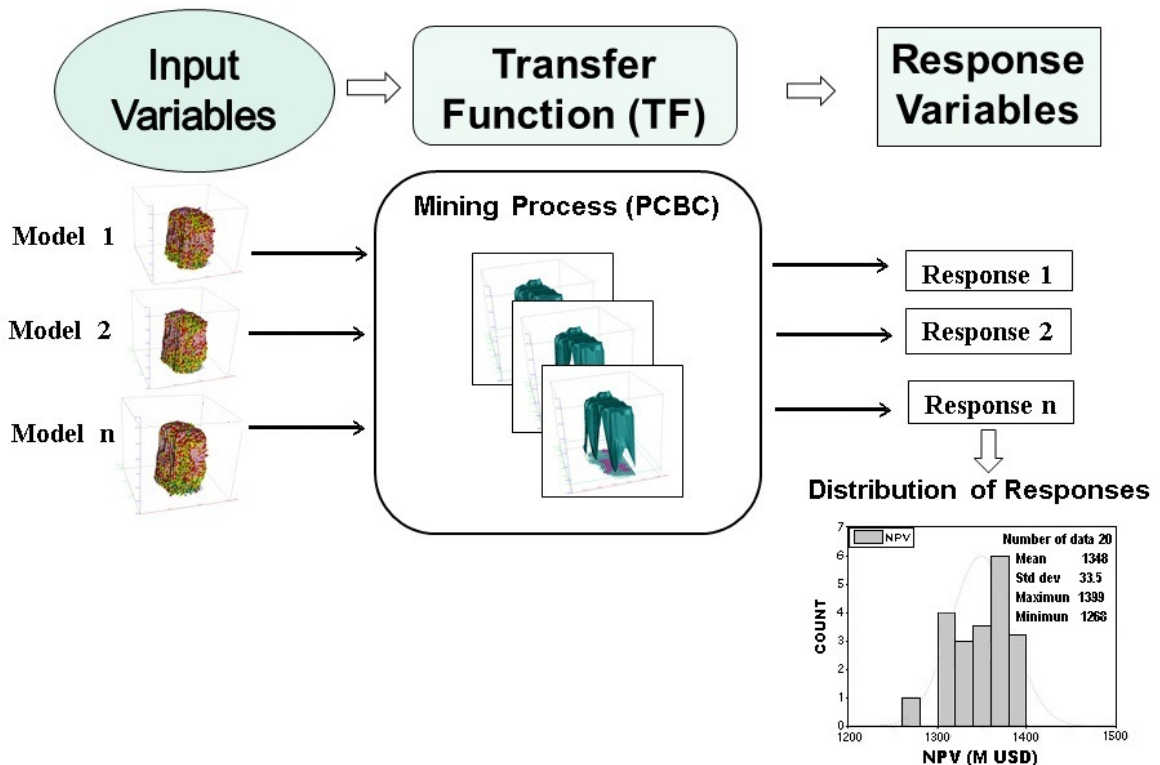 Input
Variables
Transfer
Function (TF)
Response
Variables
Mining Process (PCBC)
Model 1
Model 2
Model n
Response 1
Response 2
Response n
Distribution of Responses
NPV
Number of data 20
Mean 1348
Std dev 33.5
Maximun 1399
Minimun 1268
COUNT
7
6
5
4
3
2
1
0
1200 1300 1400 1500
NPV (M USD)